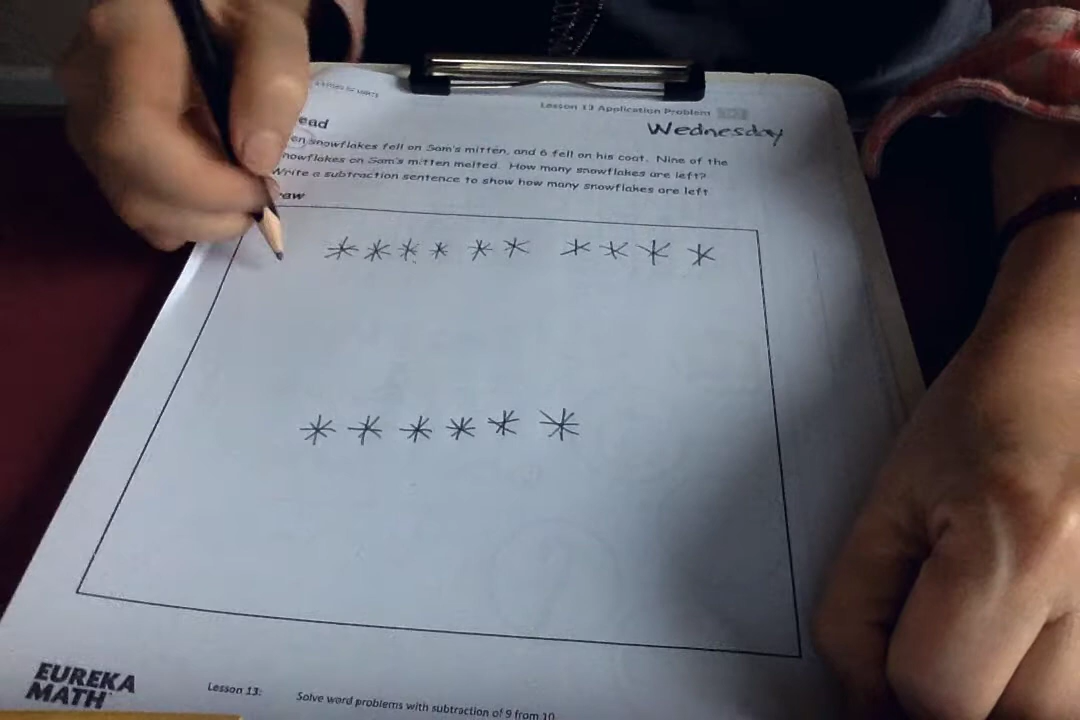 Lesson 13 Application Problem
Wednesday
ead
en snowflakes fell on Sam's mitten, and 6 fell on his coat. Nine of the
nowflakes on Sam's mitten melted. How many snowflakes are left?
Write a subtraction sentence to show how many snowflakes are left
aw
EUREKA
MATH
Lesson 13:
Solve word problems with subtraction of 9 from 10